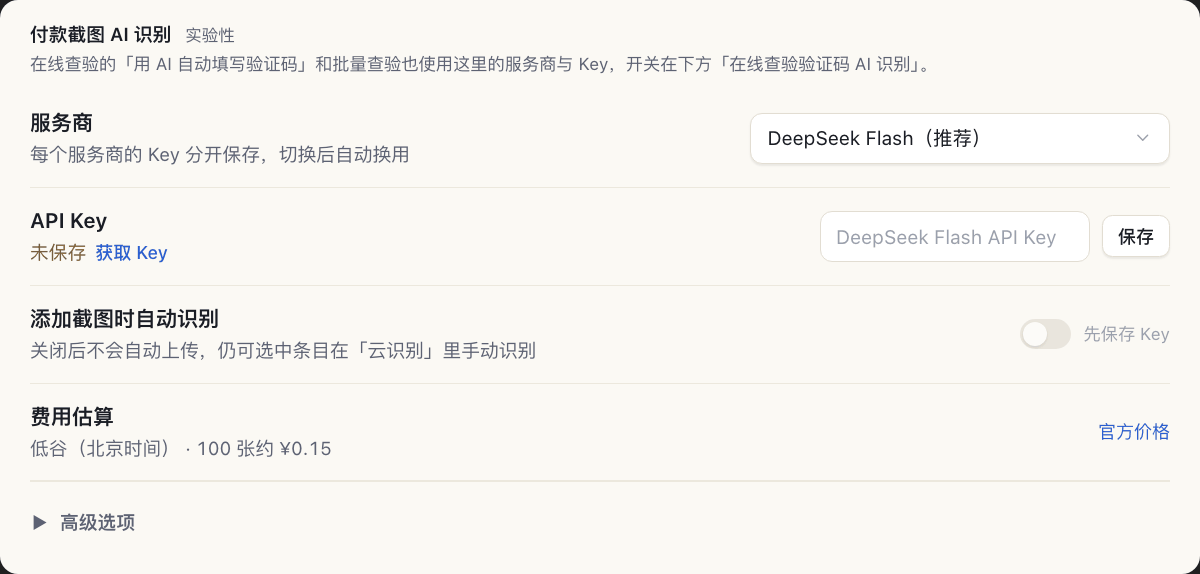 付款截图 AI 识别 实验性
在线查验的「用 AI 自动填写验证码」和批量查验也使用这里的服务商与 Key，开关在下方「在线查验验证码 AI 识别」。
服务商
每个服务商的 Key 分开保存，切换后自动换用
DeepSeek Flash（推荐）
API Key
未保存 获取 Key
DeepSeek Flash API Key
保存
添加截图时自动识别
关闭后不会自动上传，仍可选中条目在「云识别」里手动识别
先保存 Key
费用估算
低谷（北京时间） · 100 张约 ¥0.15
官方价格
▶ 高级选项